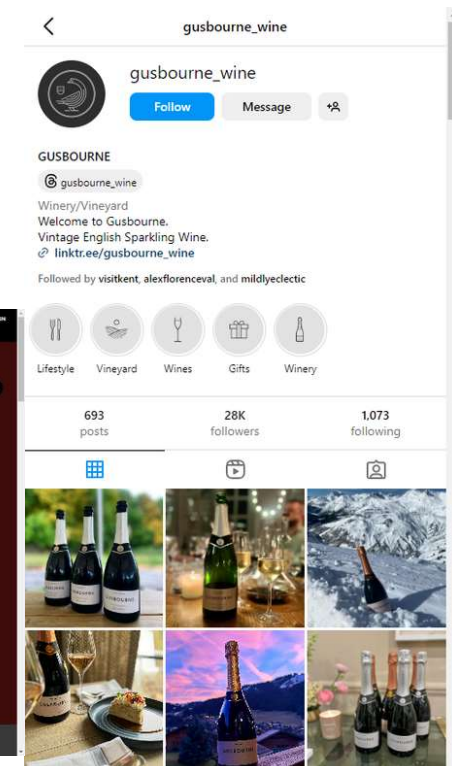 gusbourne_wine
gusbourne_wine
Follow Message
GUSBOURNE
gusbourne_wine
Winery/Vineyard
Welcome to Gusbourne.
Vintage English Sparkling Wine.
linktr.ee/gusbourne_wine
Followed by visitkent, alexflorenceval, and mildlyeclectic
Lifestyle Vineyard Wines Gifts Winery
693 28K 1,073
posts followers following
GUSBOURNE